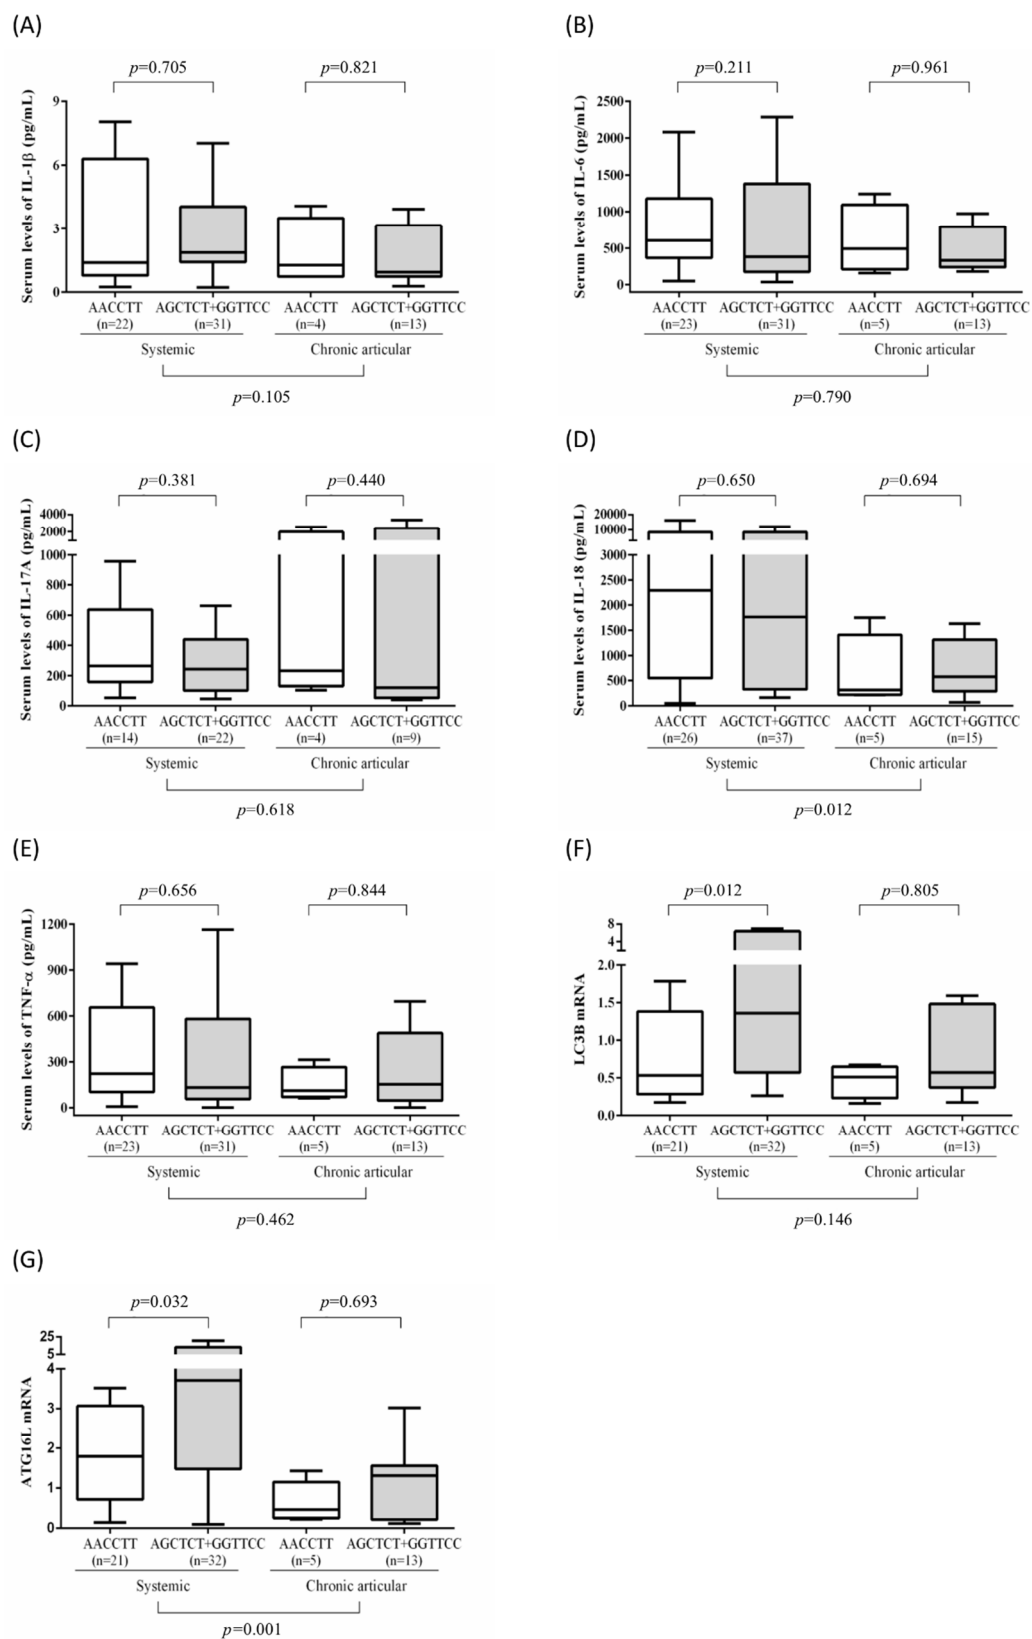 (A)
p=0.705
p=0.821
Serum levels of IL-1β (pg/mL)
9
6
3
0
AACCTT AGCTCT+GGTTCC AACCTT AGCTCT+GGTTCC
(n=22) (n=31) (n=4) (n=13)
Systemic Chronic articular
p=0.105
(B)
p=0.211
p=0.961
Serum levels of IL-6 (pg/mL)
2500
2000
1500
1000
500
0
AACCTT AGCTCT+GGTTCC AACCTT AGCTCT+GGTTCC
(n=23) (n=31) (n=5) (n=13)
Systemic Chronic articular
p=0.790
(C)
p=0.381
p=0.440
Serum levels of IL-17A (pg/mL)
4000
2000
1000
800
600
400
200
0
AACCTT AGCTCT+GGTTCC AACCTT AGCTCT+GGTTCC
(n=14) (n=22) (n=4) (n=9)
Systemic Chronic articular
p=0.618
(D)
p=0.650
p=0.694
Serum levels of IL-18 (pg/mL)
20000
10000
3000
2500
2000
1500
1000
500
0
AACCTT AGCTCT+GGTTCC AACCTT AGCTCT+GGTTCC
(n=26) (n=37) (n=5) (n=15)
Systemic Chronic articular
p=0.012
(E)
p=0.656
p=0.844
Serum levels of TNF-α (pg/mL)
1200
900
600
300
0
AACCTT AGCTCT+GGTTCC AACCTT AGCTCT+GGTTCC
(n=23) (n=31) (n=5) (n=13)
Systemic Chronic articular
p=0.462
(F)
p=0.012
p=0.805
LC3B mRNA
8
4
2.0
1.5
1.0
0.5
0.0
AACCTT AGCTCT+GGTTCC AACCTT AGCTCT+GGTTCC
(n=21) (n=32) (n=5) (n=13)
Systemic Chronic articular
p=0.146
(G)
p=0.032
p=0.693
ATG16L mRNA
25
5
4
3
2
1
0
AACCTT AGCTCT+GGTTCC AACCTT AGCTCT+GGTTCC
(n=21) (n=32) (n=5) (n=13)
Systemic Chronic articular
p=0.001